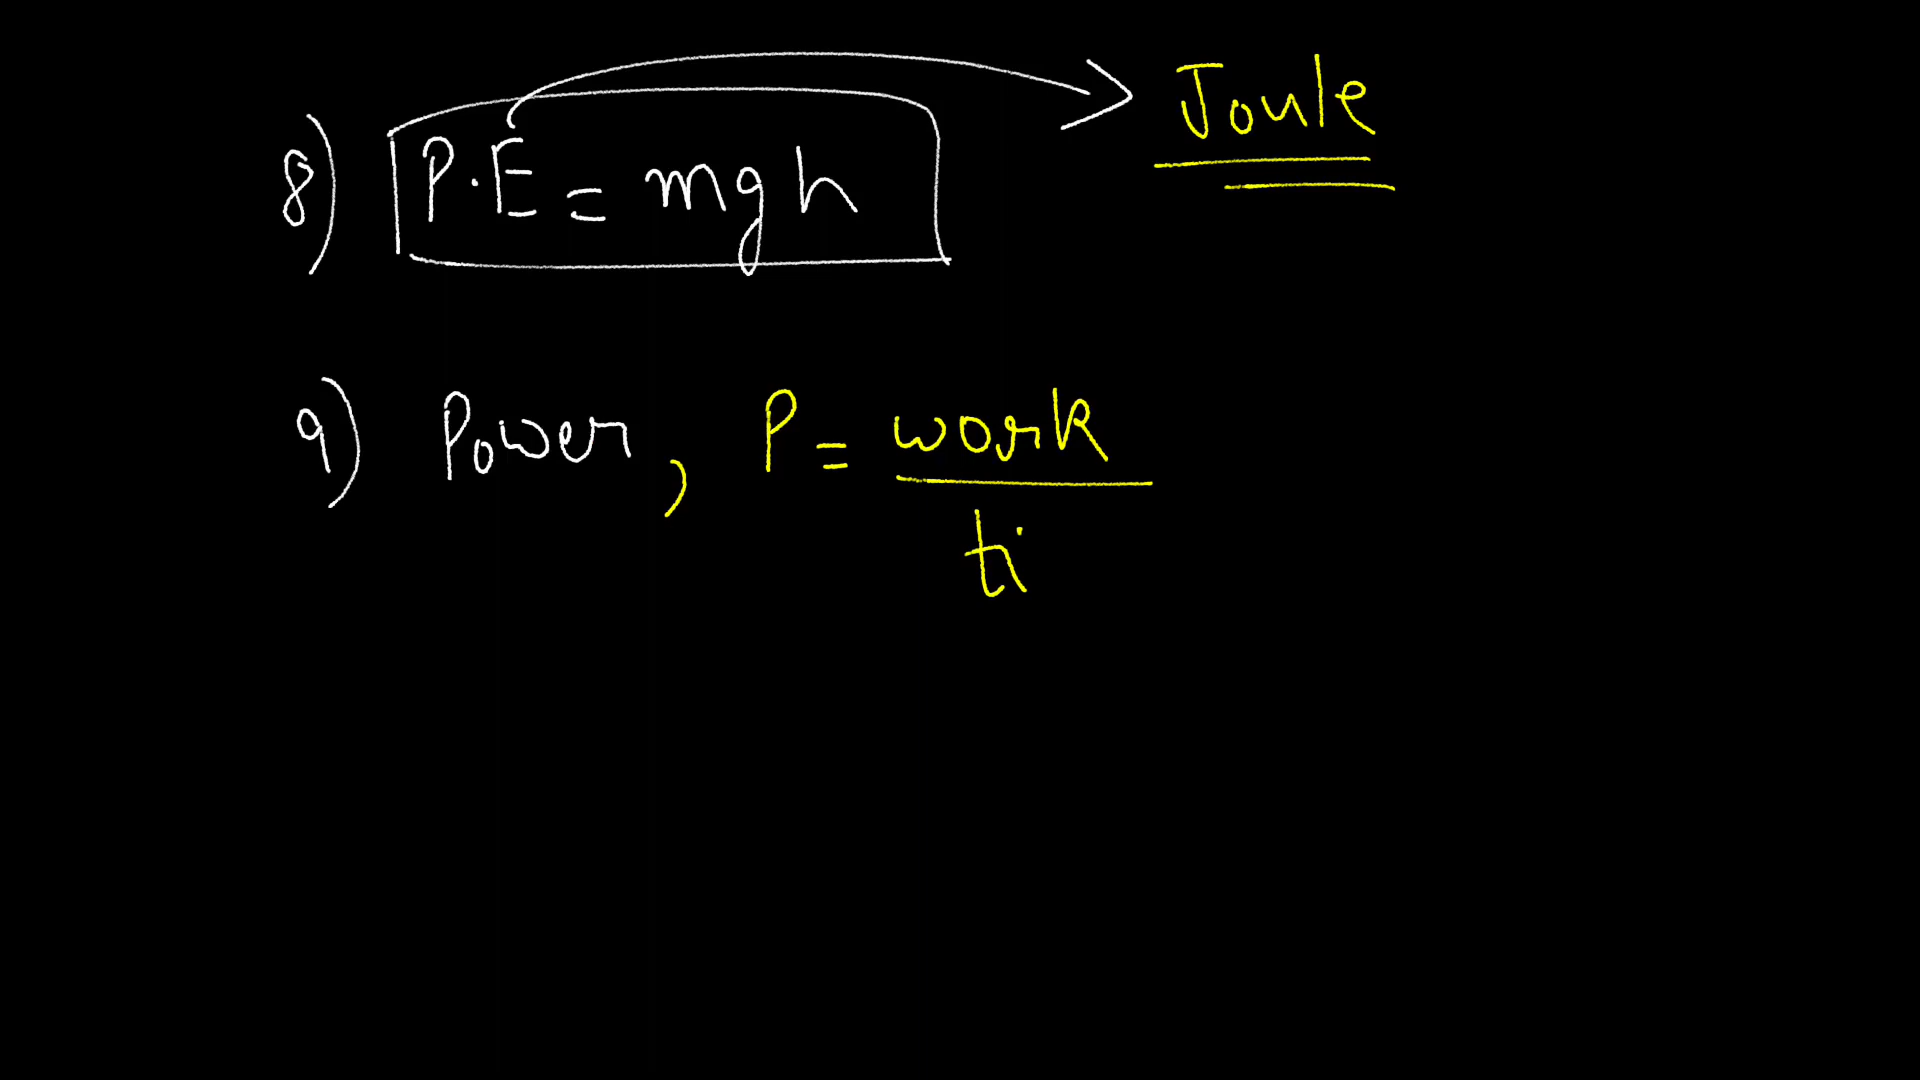 8) P.E = mgh → Joule
9) Power, P = work
ti